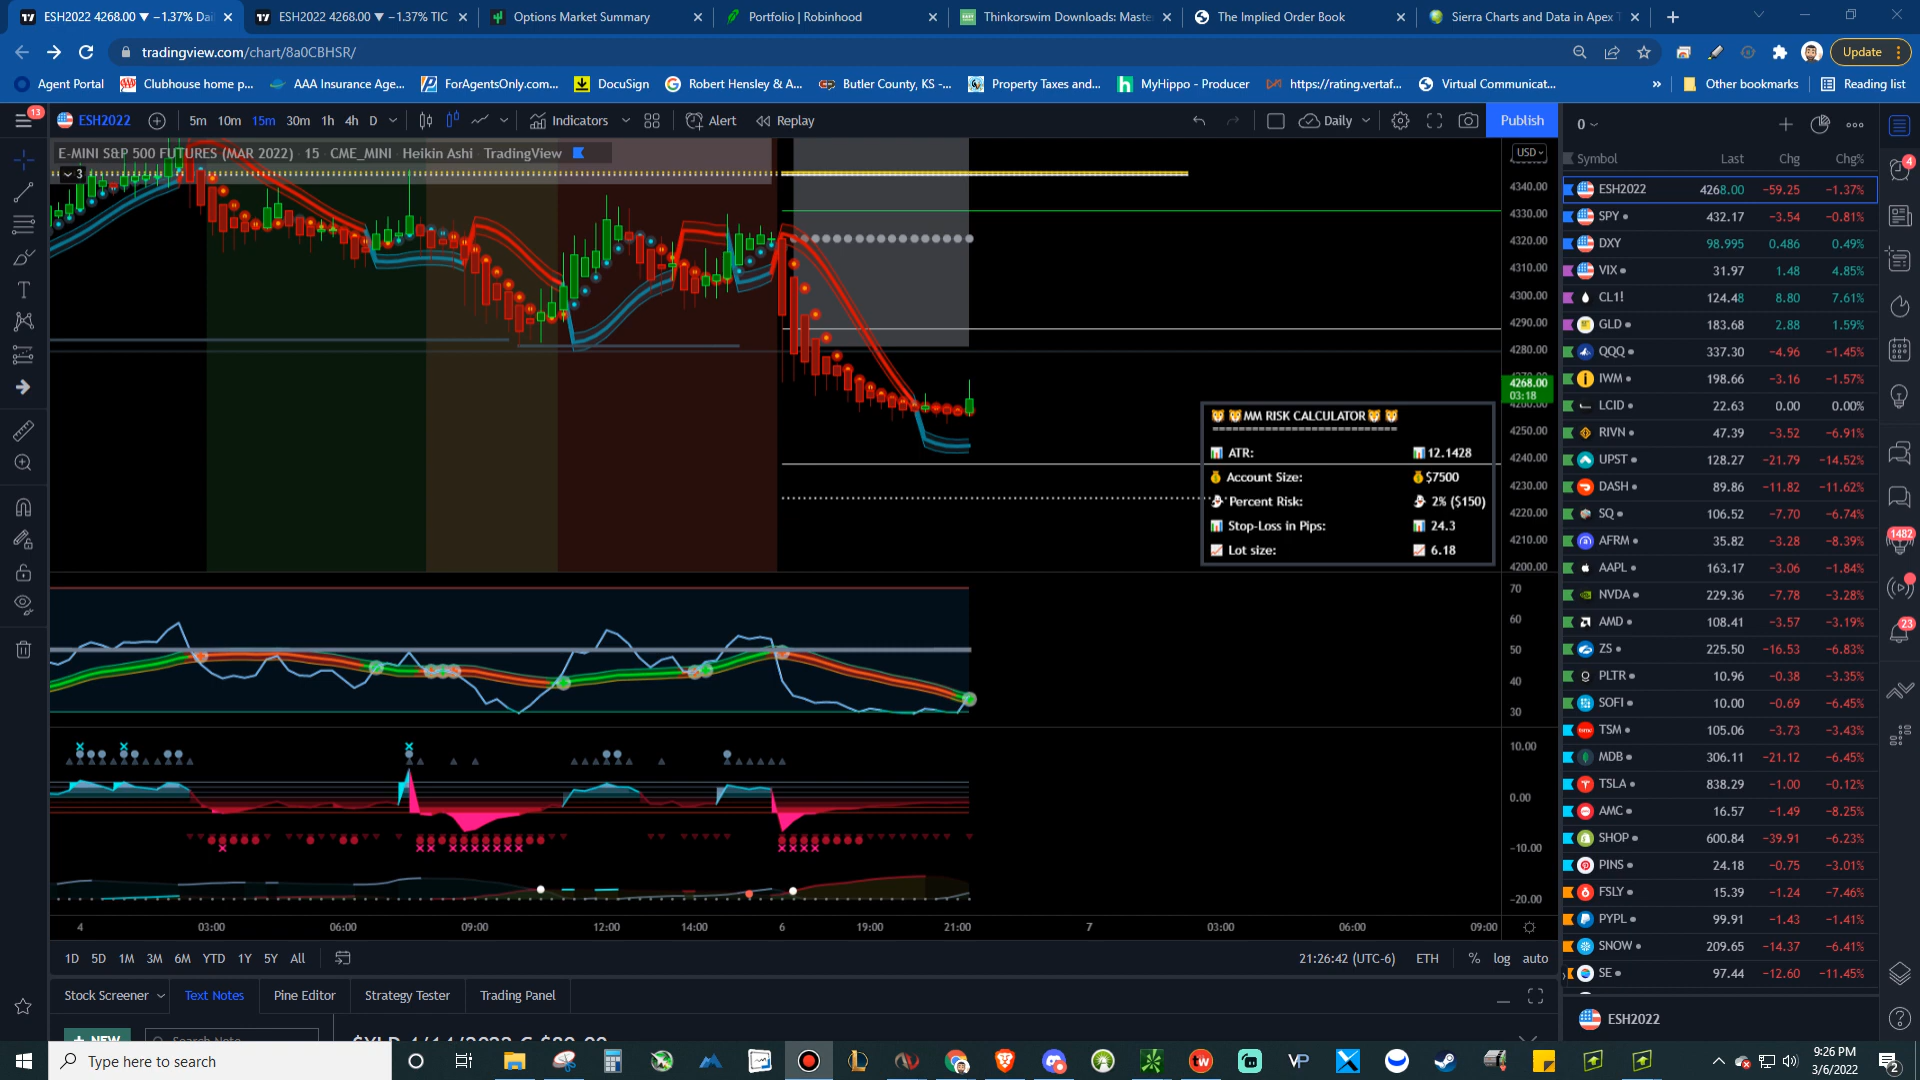 ESH2022 4268.00 ▼ −1.37% Dai
ESH2022 4268.00 ▼ −1.37% TIC
Options Market Summary
Portfolio | Robinhood
Thinkorswim Downloads: Maste
The Implied Order Book
Sierra Charts and Data in Apex T
tradingview.com/chart/8a0CBHSR/
Update
Agent Portal
Clubhouse home p...
AAA Insurance Age...
ForAgentsOnly.com...
DocuSign
Robert Hensley & A...
Butler County, KS -...
Property Taxes and...
MyHippo - Producer
https://rating.vertaf...
Virtual Communicat...
»
Other bookmarks
Reading list
13
ESH2022
5m 10m 15m 30m 1h 4h D
Indicators
Alert
Replay
Daily
Publish
0
E-MINI S&P 500 FUTURES (MAR 2022) · 15 · CME_MINI · Heikin Ashi · TradingView
3
USD
4340.00
4330.00
4320.00
4310.00
4300.00
4290.00
4280.00
4268.00
03:18
4250.00
4240.00
4230.00
4220.00
4210.00
4200.00
MM RISK CALCULATOR
==============================
ATR: 12.1428
Account Size: $7500
Percent Risk: 2% ($150)
Stop-Loss in Pips: 24.3
Lot size: 6.18
70
60
50
40
30
10.00
0.00
−10.00
−20.00
4 03:00 06:00 09:00 12:00 14:00 6 19:00 21:00 7 03:00 06:00 09:00
1D 5D 1M 3M 6M YTD 1Y 5Y All
21:26:42 (UTC-6) ETH % log auto
Stock Screener
Text Notes
Pine Editor
Strategy Tester
Trading Panel
+ NEW
Search Note
Symbol Last Chg Chg%
ESH2022 4268.00 −59.25 −1.37%
SPY 432.17 −3.54 −0.81%
DXY 98.995 0.486 0.49%
VIX 31.97 1.48 4.85%
CL1! 124.48 8.80 7.61%
GLD 183.68 2.88 1.59%
QQQ 337.30 −4.96 −1.45%
IWM 198.66 −3.16 −1.57%
LCID 22.63 0.00 0.00%
RIVN 47.39 −3.52 −6.91%
UPST 128.27 −21.79 −14.52%
DASH 89.86 −11.82 −11.62%
SQ 106.52 −7.70 −6.74%
AFRM 35.82 −3.28 −8.39%
AAPL 163.17 −3.06 −1.84%
NVDA 229.36 −7.78 −3.28%
AMD 108.41 −3.57 −3.19%
ZS 225.50 −16.53 −6.83%
PLTR 10.96 −0.38 −3.35%
SOFI 10.00 −0.69 −6.45%
TSM 105.06 −3.73 −3.43%
MDB 306.11 −21.12 −6.45%
TSLA 838.29 −1.00 −0.12%
AMC 16.57 −1.49 −8.25%
SHOP 600.84 −39.91 −6.23%
PINS 24.18 −0.75 −3.01%
FSLY 15.39 −1.24 −7.46%
PYPL 99.91 −1.43 −1.41%
SNOW 209.65 −14.37 −6.41%
SE 97.44 −12.60 −11.45%
ESH2022
4
1482
23
Type here to search
9:26 PM
3/6/2022
2